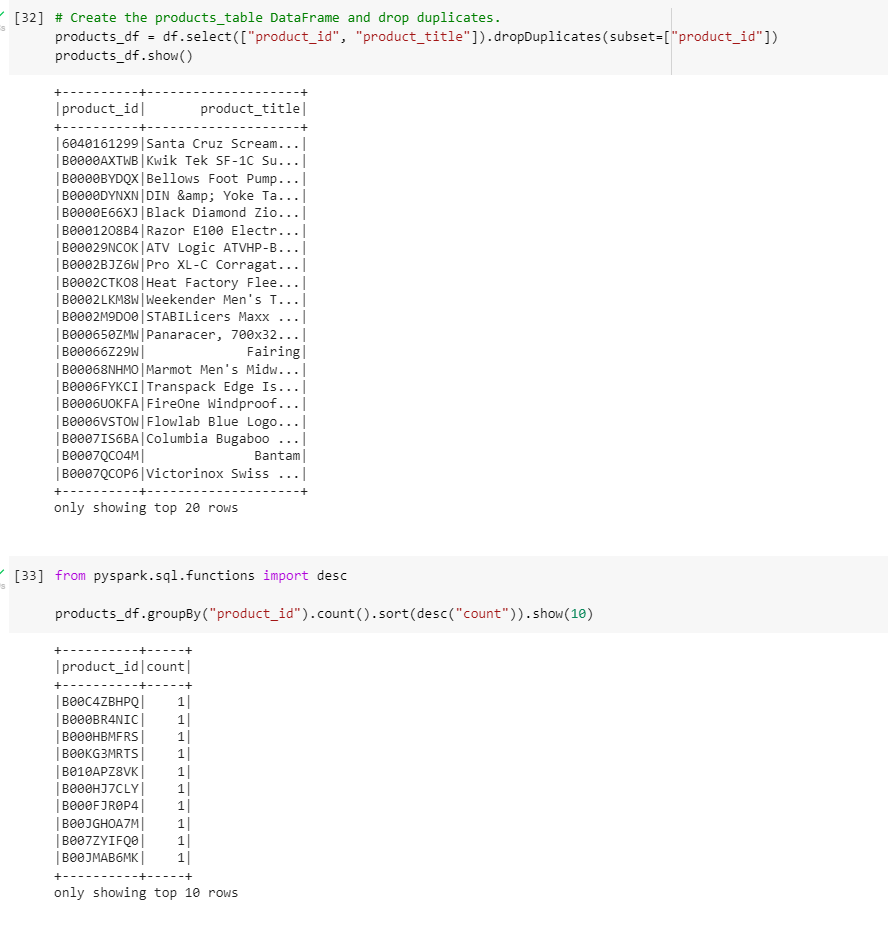 [32] # Create the products_table DataFrame and drop duplicates.
products_df = df.select(["product_id", "product_title"]).dropDuplicates(subset=["product_id"])
products_df.show()
+----------+--------------------+
|product_id|       product_title|
+----------+--------------------+
|6040161299|Santa Cruz Scream...|
|B0000AXTWB|Kwik Tek SF-1C Su...|
|B0000BYDQX|Bellows Foot Pump...|
|B0000DYNXN|DIN &amp; Yoke Ta...|
|B0000E66XJ|Black Diamond Zio...|
|B00012O8B4|Razor E100 Electr...|
|B00029NCOK|ATV Logic ATVHP-B...|
|B0002BJZ6W|Pro XL-C Corragat...|
|B0002CTKO8|Heat Factory Flee...|
|B0002LKM8W|Weekender Men's T...|
|B0002M9DO0|STABILicers Maxx ...|
|B000650ZMW|Panaracer, 700x32...|
|B00066Z29W|             Fairing|
|B00068NHMO|Marmot Men's Midw...|
|B0006FYKCI|Transpack Edge Is...|
|B0006UOKFA|FireOne Windproof...|
|B0006VSTOW|Flowlab Blue Logo...|
|B0007IS6BA|Columbia Bugaboo ...|
|B0007QCO4M|              Bantam|
|B0007QCOP6|Victorinox Swiss ...|
+----------+--------------------+
only showing top 20 rows
[33] from pyspark.sql.functions import desc
products_df.groupBy("product_id").count().sort(desc("count")).show(10)
+----------+-----+
|product_id|count|
+----------+-----+
|B00C4ZBHPQ|    1|
|B000BR4NIC|    1|
|B000HBMFRS|    1|
|B00KG3MRTS|    1|
|B010APZ8VK|    1|
|B000HJ7CLY|    1|
|B000FJR0P4|    1|
|B00JGHOA7M|    1|
|B007ZYIFQ0|    1|
|B00JMAB6MK|    1|
+----------+-----+
only showing top 10 rows